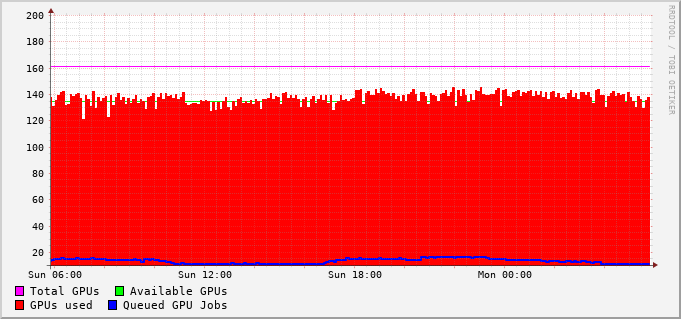 200
180
160
140
120
100
80
60
40
20
Sun 06:00 Sun 12:00 Sun 18:00 Mon 00:00
Total GPUs Available GPUs
GPUs used Queued GPU Jobs
RRDTOOL / TOBI OETIKER